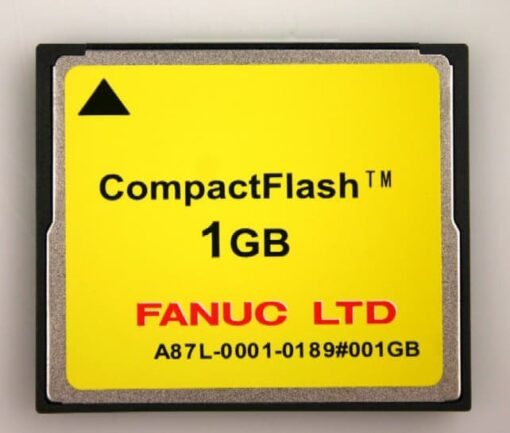 CompactFlash™
1GB
FANUC LTD
A87L-0001-0189#001GB